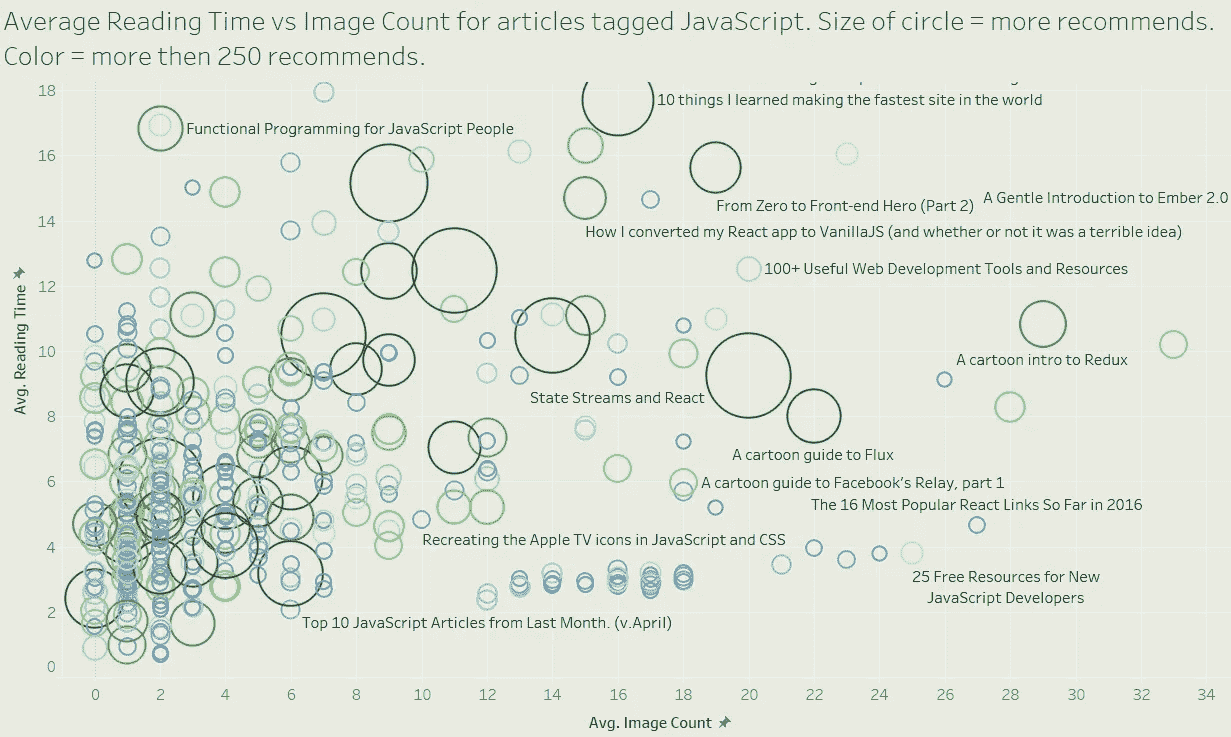 Average Reading Time vs Image Count for articles tagged JavaScript. Size of circle = more recommends.
Color = more then 250 recommends.
18
10 things I learned making the fastest site in the world
Functional Programming for JavaScript People
16
From Zero to Front-end Hero (Part 2)
A Gentle Introduction to Ember 2.0
14
How I converted my React app to VanillaJS (and whether or not it was a terrible idea)
100+ Useful Web Development Tools and Resources
12
Avg. Reading Time
10
A cartoon intro to Redux
State Streams and React
8
A cartoon guide to Flux
6
A cartoon guide to Facebook's Relay, part 1
The 16 Most Popular React Links So Far in 2016
4
Recreating the Apple TV icons in JavaScript and CSS
25 Free Resources for New
JavaScript Developers
2
Top 10 JavaScript Articles from Last Month. (v.April)
0
0 2 4 6 8 10 12 14 16 18 20 22 24 26 28 30 32 34
Avg. Image Count